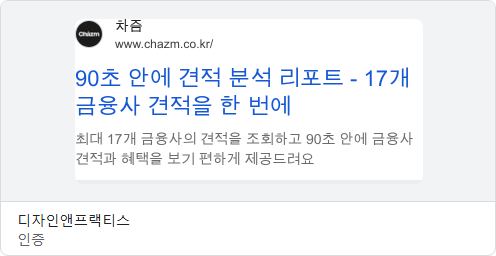 Chazm
차즘
www.chazm.co.kr/
90초 안에 견적 분석 리포트 - 17개
금융사 견적을 한 번에
최대 17개 금융사의 견적을 조회하고 90초 안에 금융사
견적과 혜택을 보기 편하게 제공드려요
디자인앤프랙티스
인증